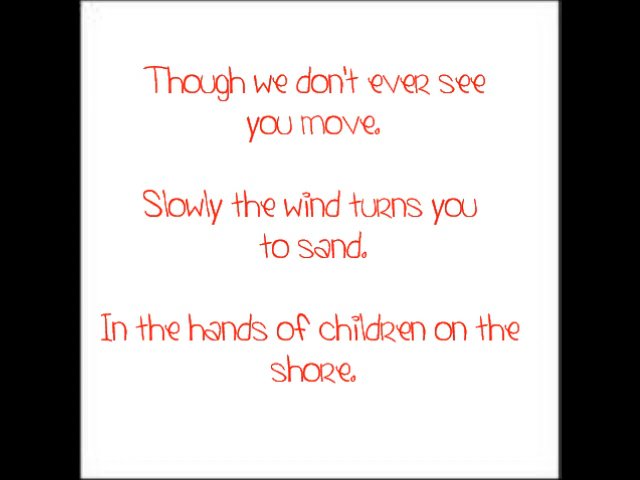 Though we don't ever see
you move.
Slowly the wind turns you
to sand.
In the hands of children on the
shore.